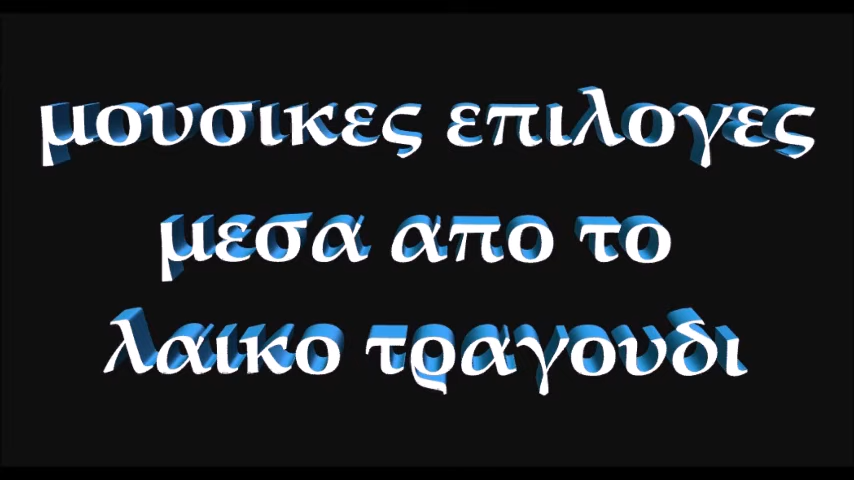 μουσικες επιλογες
μεσα απο το
λαικο τραγουδι